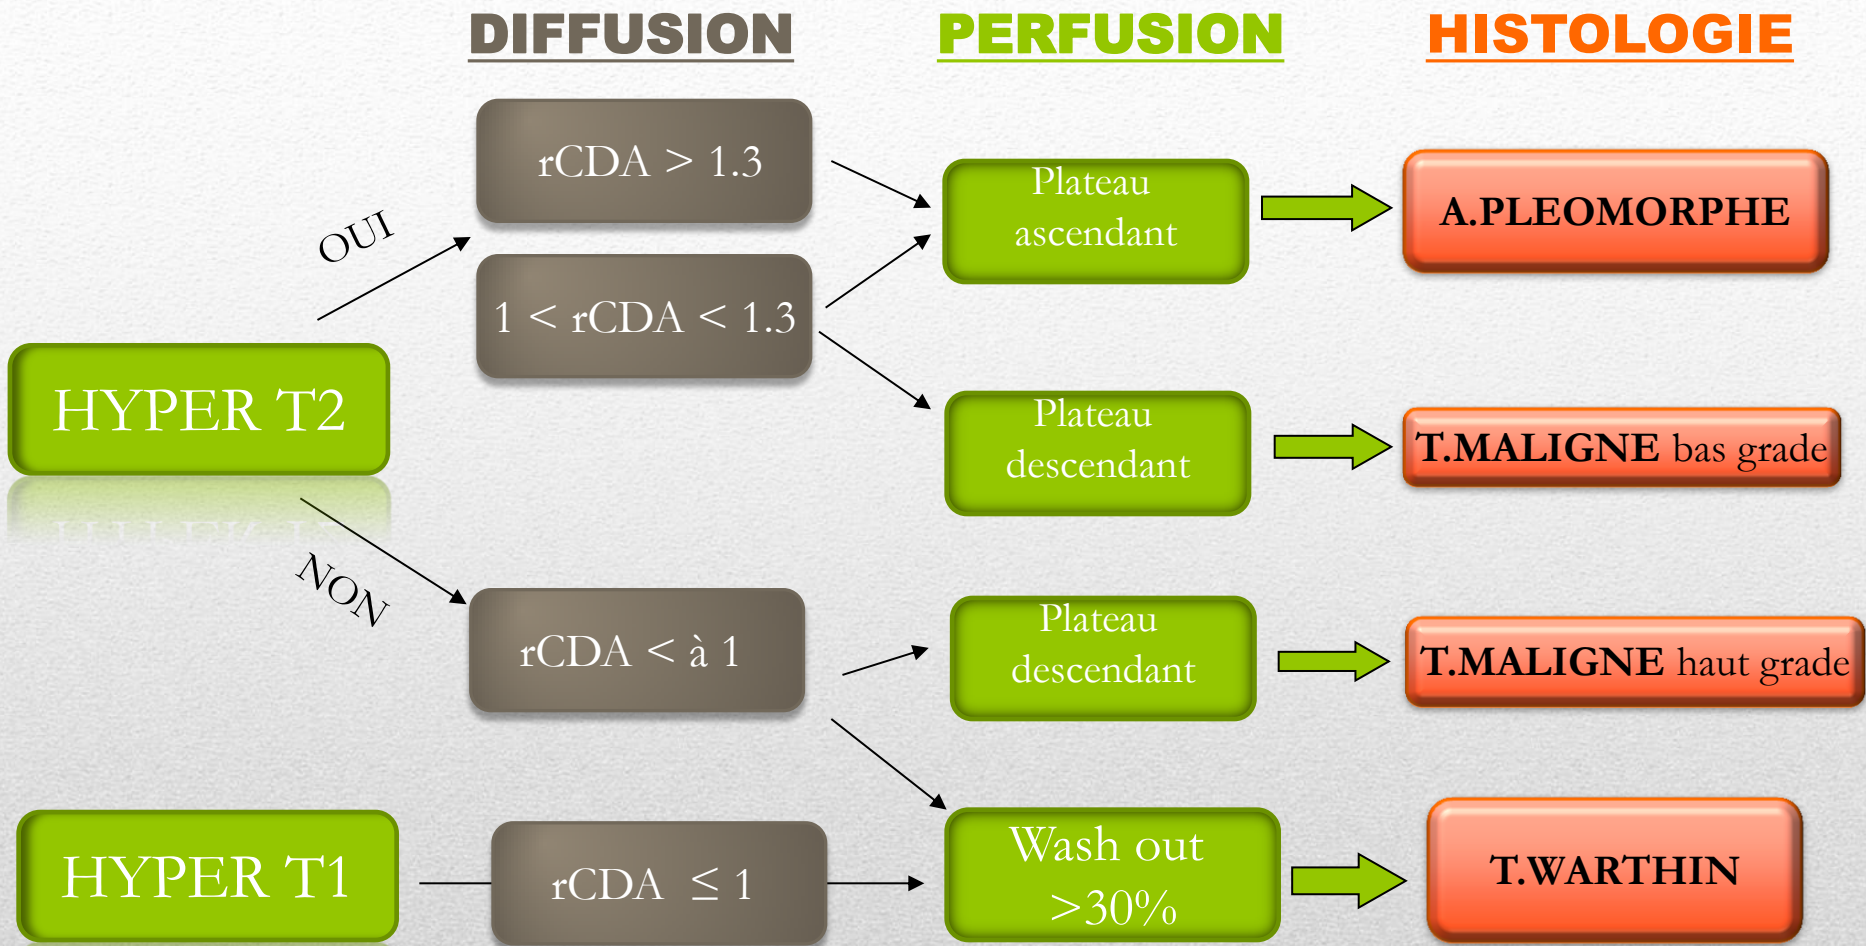 DIFFUSION
PERFUSION
HISTOLOGIE
rCDA > 1.3
Plateau
ascendant
A.PLEOMORPHE
OUI
1 < rCDA < 1.3
HYPER T2
Plateau
descendant
T.MALIGNE bas grade
NON
rCDA < à 1
Plateau
descendant
T.MALIGNE haut grade
HYPER T1
rCDA ≤ 1
Wash out
>30%
T.WARTHIN